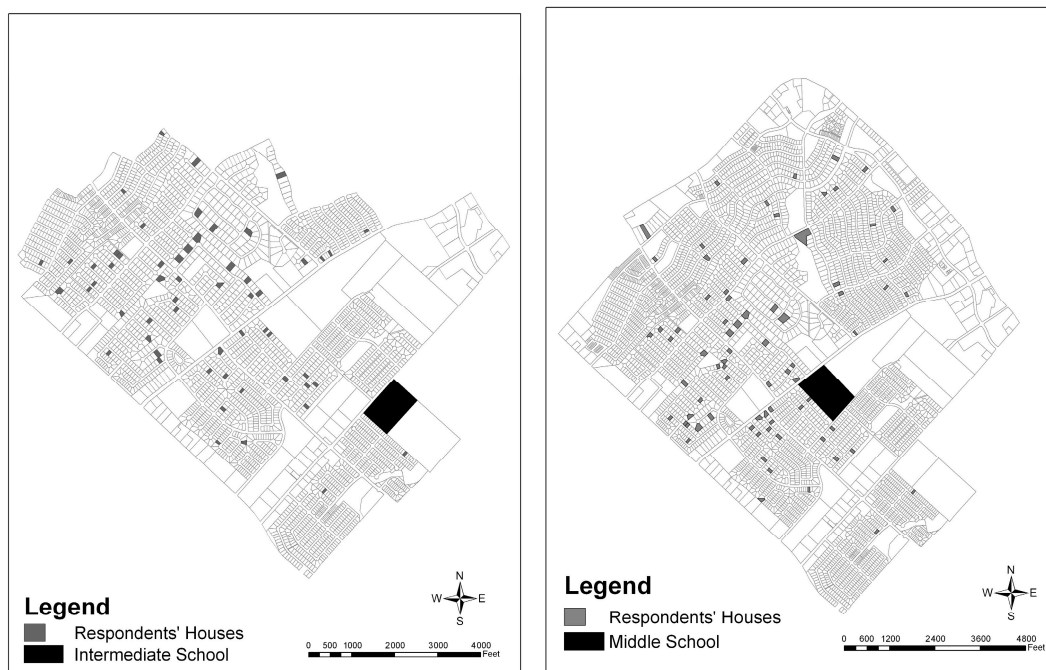 N
W E
S
Legend
Respondents' Houses
Intermediate School
0 500 1000 2000 3000 4000
Feet
N
W E
S
Legend
Respondents' Houses
Middle School
0 600 1200 2400 3600 4800
Feet